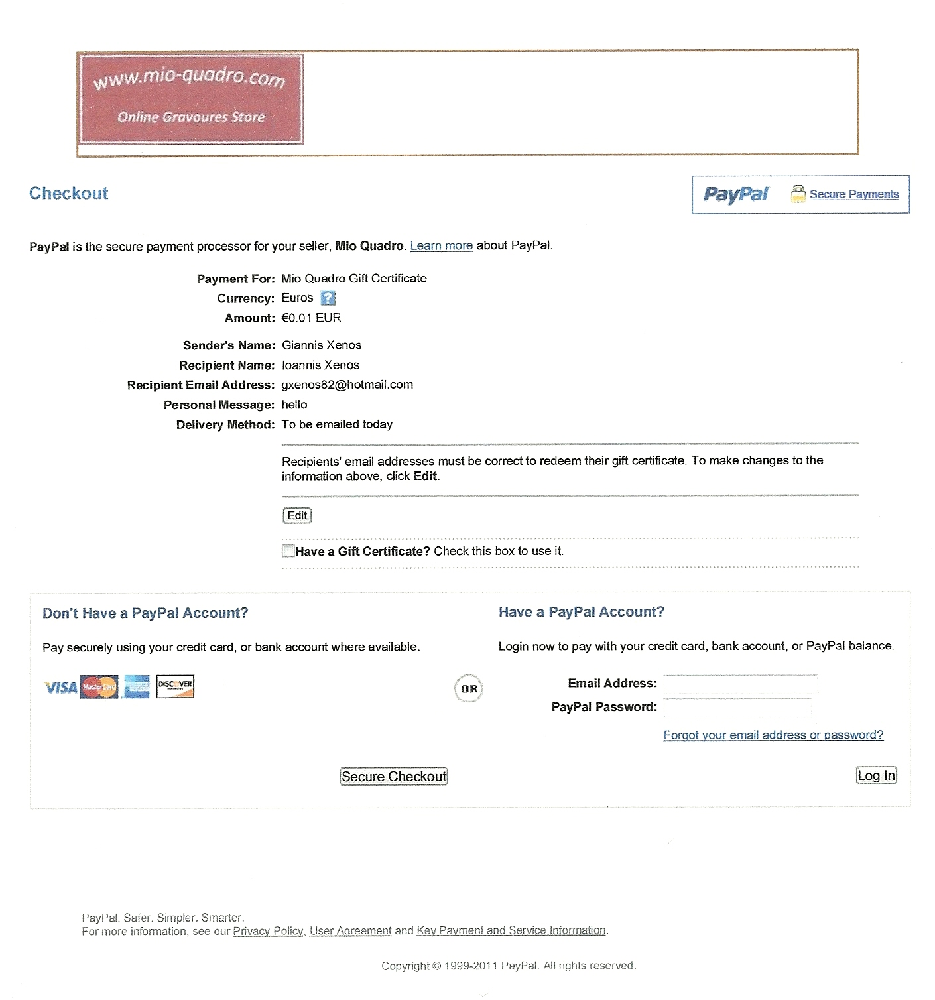 www.mio-quadro.com
Online Gravoures Store
Checkout
PayPal Secure Payments
PayPal is the secure payment processor for your seller, Mio Quadro. Learn more about PayPal.
Payment For: Mio Quadro Gift Certificate
Currency: Euros ?
Amount: €0.01 EUR
Sender's Name: Giannis Xenos
Recipient Name: Ioannis Xenos
Recipient Email Address: gxenos82@hotmail.com
Personal Message: hello
Delivery Method: To be emailed today
Recipients' email addresses must be correct to redeem their gift certificate. To make changes to the
information above, click Edit.
Edit
Have a Gift Certificate? Check this box to use it.
Don't Have a PayPal Account?
Pay securely using your credit card, or bank account where available.
VISA MasterCard DISCOVER
Secure Checkout
OR
Have a PayPal Account?
Login now to pay with your credit card, bank account, or PayPal balance.
Email Address:
PayPal Password:
Forgot your email address or password?
Log In
PayPal. Safer. Simpler. Smarter.
For more information, see our Privacy Policy, User Agreement and Key Payment and Service Information.
Copyright © 1999-2011 PayPal. All rights reserved.